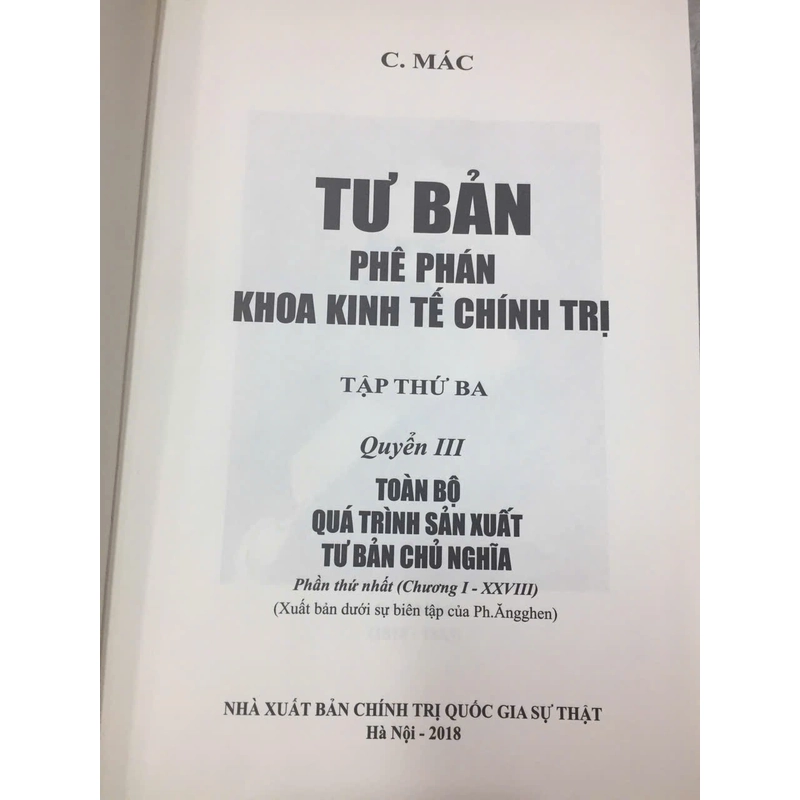 C. MÁC
TƯ BẢN
PHÊ PHÁN
KHOA KINH TẾ CHÍNH TRỊ
TẬP THỨ BA
Quyển III
TOÀN BỘ
QUÁ TRÌNH SẢN XUẤT
TƯ BẢN CHỦ NGHĨA
Phần thứ nhất (Chương I - XXVIII)
(Xuất bản dưới sự biên tập của Ph.Ăngghen)
NHÀ XUẤT BẢN CHÍNH TRỊ QUỐC GIA SỰ THẬT
Hà Nội - 2018